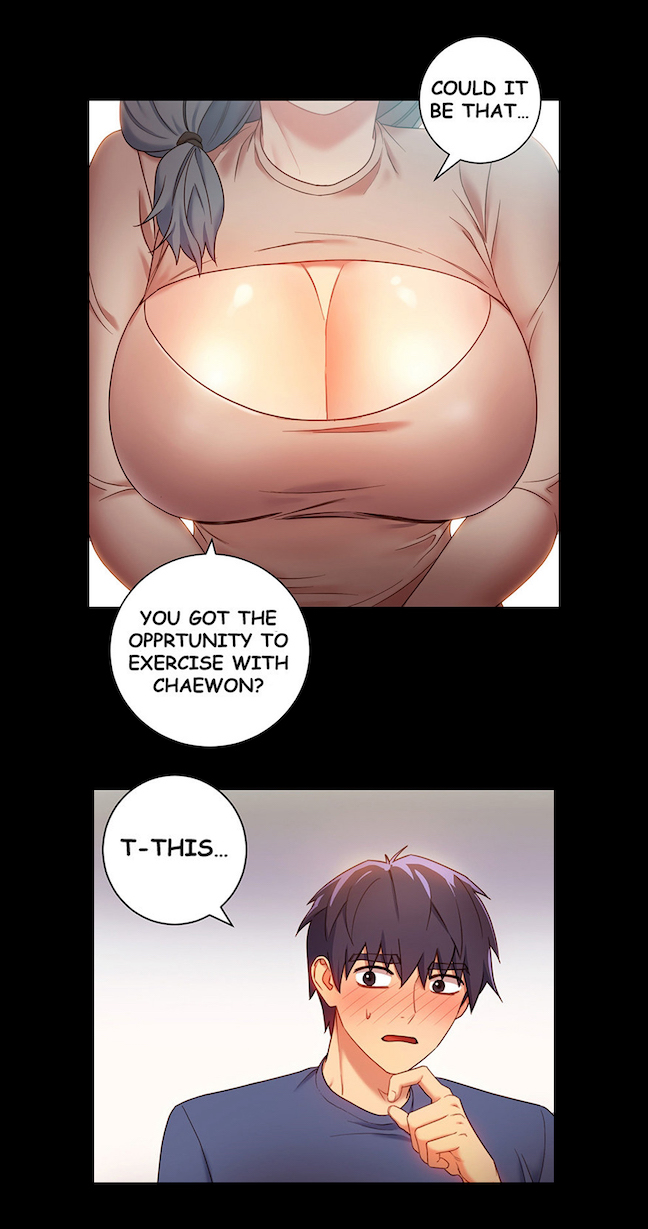 COULD IT
BE THAT...
YOU GOT THE
OPPRTUNITY TO
EXERCISE WITH
CHAEWON?
T-THIS...